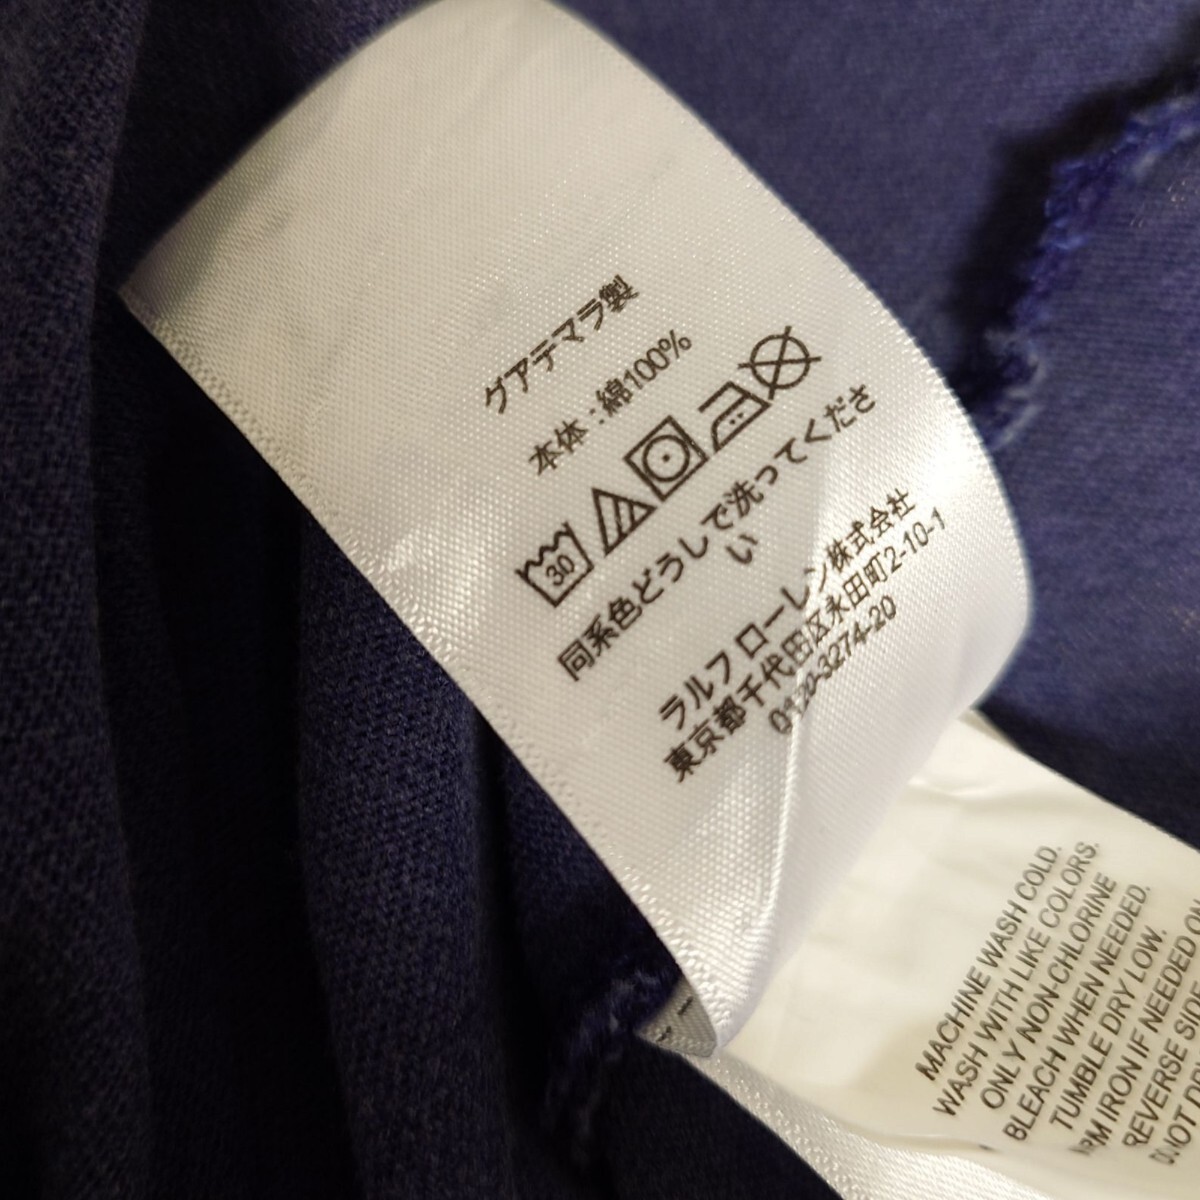 グアテマラ製
本体：綿100%
30
同系色どうしで洗ってくださ
い
ラルフ ローレン株式会社
東京都千代田区永田町2-10-1
0120-3274-20
MACHINE WASH COLD.
WASH WITH LIKE COLORS.
ONLY NON-CHLORINE
BLEACH WHEN NEEDED.
TUMBLE DRY LOW.
IRON IF NEEDED
REVERSE
NOT